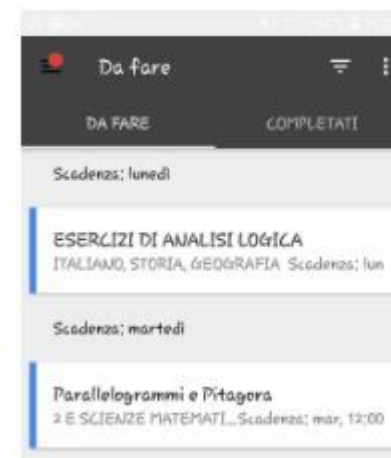 Da fare
DA FARE COMPLETATI
Scadenza: lunedì
ESERCIZI DI ANALISI LOGICA
ITALIANO, STORIA, GEOGRAFIA Scadenza: lun
Scadenza: martedì
Parallelogrammi e Pitagora
2 E SCIENZE MATEMATI... Scadenza: mar, 12:00